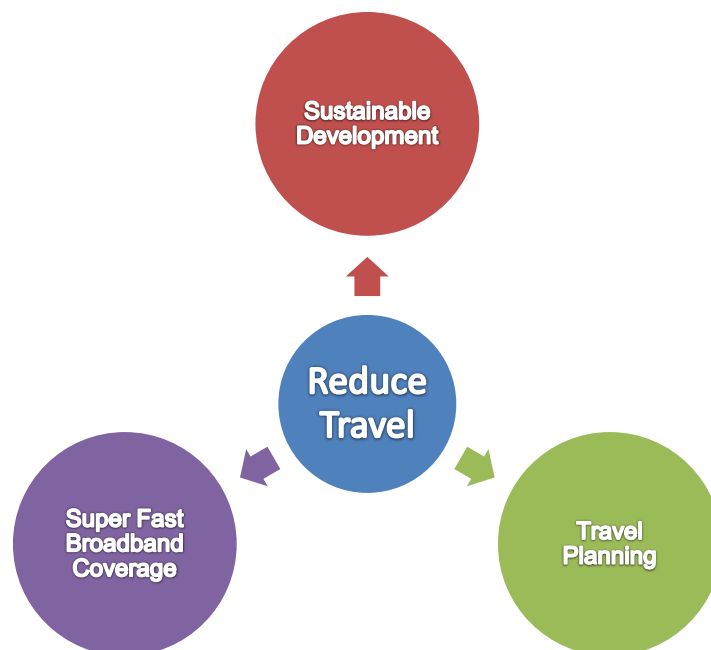 Sustainable
Development
Reduce
Travel
Super Fast
Broadband
Coverage
Travel
Planning